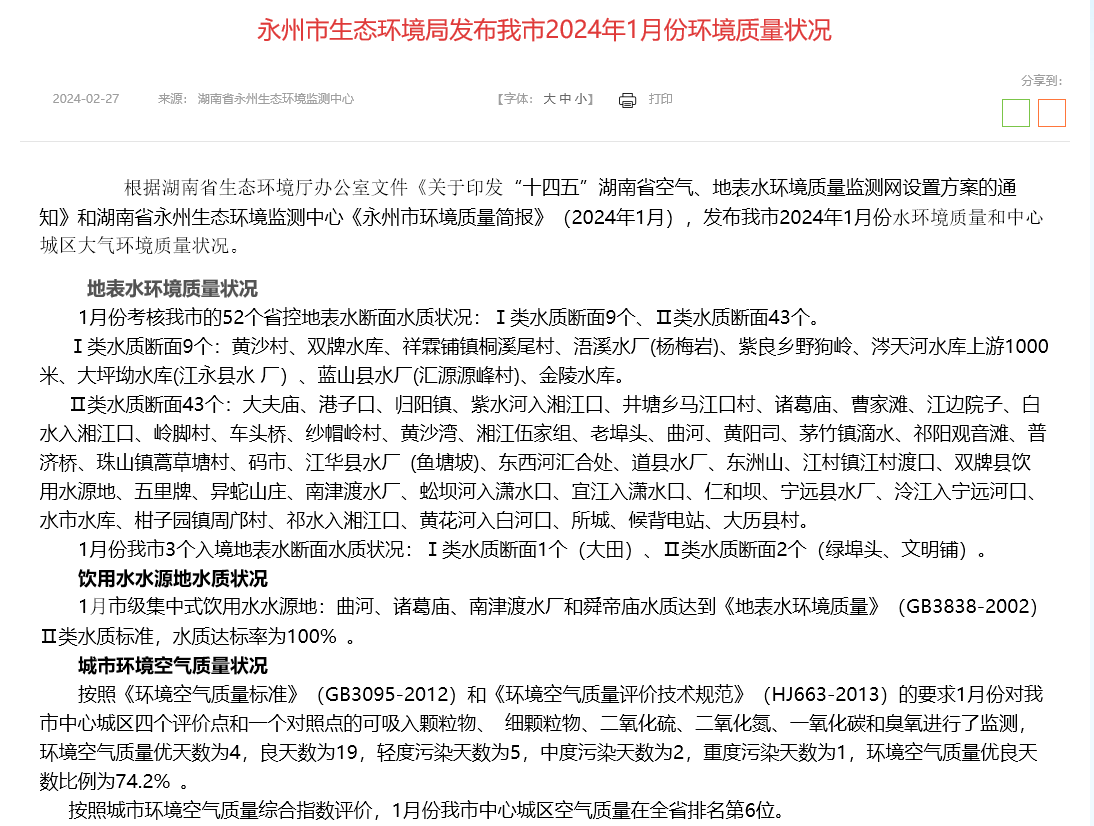 永州市生态环境局发布我市2024年1月份环境质量状况
分享到：
2024-02-27 来源： 湖南省永州生态环境监测中心 【字体： 大 中 小】 打印
根据湖南省生态环境厅办公室文件《关于印发“十四五”湖南省空气、地表水环境质量监测网设置方案的通
知》和湖南省永州生态环境监测中心《永州市环境质量简报》（2024年1月），发布我市2024年1月份水环境质量和中心
城区大气环境质量状况。
地表水环境质量状况
1月份考核我市的52个省控地表水断面水质状况：Ⅰ类水质断面9个、Ⅱ类水质断面43个。
Ⅰ类水质断面9个：黄沙村、双牌水库、祥霖铺镇桐溪尾村、浯溪水厂(杨梅岩)、紫良乡野狗岭、涔天河水库上游1000
米、大坪坳水库(江永县水 厂）、蓝山县水厂(汇源源峰村)、金陵水库。
Ⅱ类水质断面43个：大夫庙、港子口、归阳镇、紫水河入湘江口、井塘乡马江口村、诸葛庙、曹家滩、江边院子、白
水入湘江口、岭脚村、车头桥、纱帽岭村、黄沙湾、湘江伍家组、老埠头、曲河、黄阳司、茅竹镇滴水、祁阳观音滩、普
济桥、珠山镇蒿草塘村、码市、江华县水厂 (鱼塘坡)、东西河汇合处、道县水厂、东洲山、江村镇江村渡口、双牌县饮
用水源地、五里牌、异蛇山庄、南津渡水厂、蚣坝河入潇水口、宜江入潇水口、仁和坝、宁远县水厂、泠江入宁远河口、
水市水库、柑子园镇周邝村、祁水入湘江口、黄花河入白河口、所城、候背电站、大历县村。
1月份我市3个入境地表水断面水质状况：Ⅰ类水质断面1个（大田）、Ⅱ类水质断面2个（绿埠头、文明铺）。
饮用水水源地水质状况
1月市级集中式饮用水水源地：曲河、诸葛庙、南津渡水厂和舜帝庙水质达到《地表水环境质量》（GB3838-2002）
Ⅱ类水质标准，水质达标率为100% 。
城市环境空气质量状况
按照《环境空气质量标准》（GB3095-2012）和《环境空气质量评价技术规范》（HJ663-2013）的要求1月份对我
市中心城区四个评价点和一个对照点的可吸入颗粒物、 细颗粒物、二氧化硫、二氧化氮、一氧化碳和臭氧进行了监测，
环境空气质量优天数为4，良天数为19，轻度污染天数为5，中度污染天数为2，重度污染天数为1，环境空气质量优良天
数比例为74.2% 。
按照城市环境空气质量综合指数评价，1月份我市中心城区空气质量在全省排名第6位。